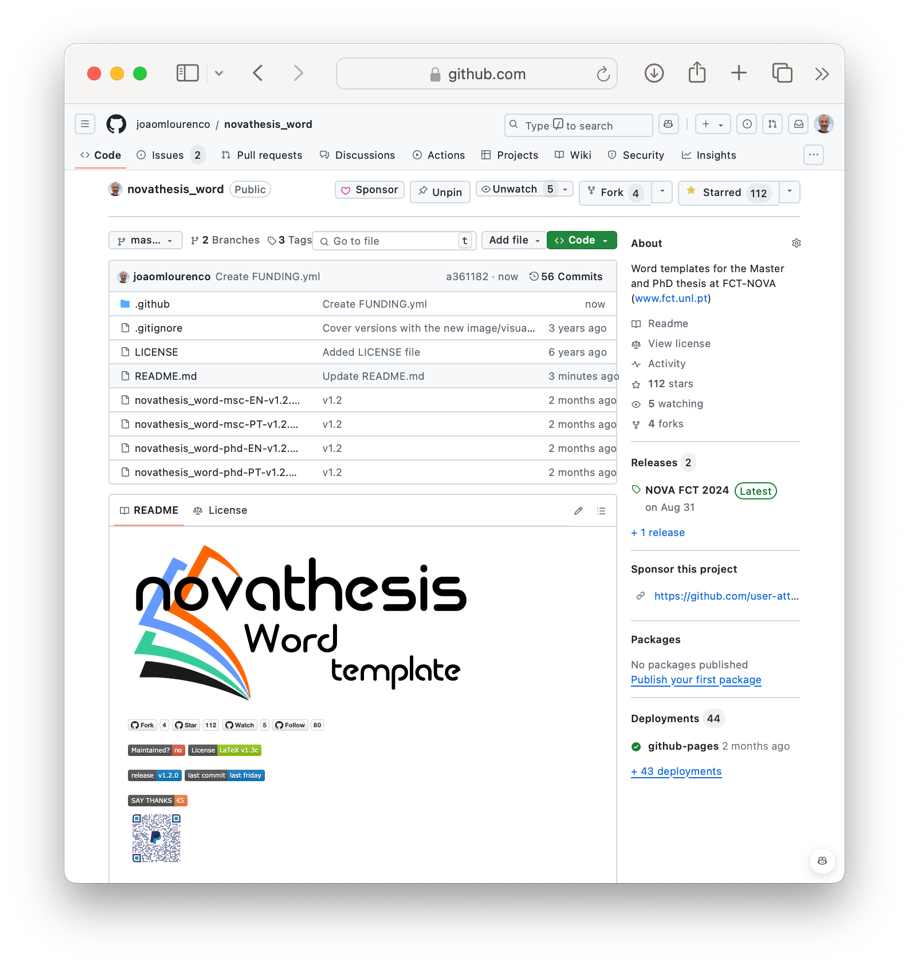 github.com
joaomlourenco / novathesis_word
Type / to search
Code Issues 2 Pull requests Discussions Actions Projects Wiki Security Insights
novathesis_word Public Sponsor Unpin Unwatch 5 Fork 4 Starred 112
mas... 2 Branches 3 Tags Go to file t Add file Code
joaomlourenco Create FUNDING.yml a361182 · now 56 Commits
.github Create FUNDING.yml now
.gitignore Cover versions with the new image/visua... 3 years ago
LICENSE Added LICENSE file 6 years ago
README.md Update README.md 3 minutes ago
novathesis_word-msc-EN-v1.2.... v1.2 2 months ago
novathesis_word-msc-PT-v1.2.... v1.2 2 months ago
novathesis_word-phd-EN-v1.2.... v1.2 2 months ago
novathesis_word-phd-PT-v1.2.... v1.2 2 months ago
README License
novathesis
Word
template
Fork 4 Star 112 Watch 5 Follow 80
Maintained? no License LaTeX v1.3c
release v1.2.0 last commit last friday
SAY THANKS €5
About
Word templates for the Master
and PhD thesis at FCT-NOVA
(www.fct.unl.pt)
Readme
View license
Activity
112 stars
5 watching
4 forks
Releases 2
NOVA FCT 2024 Latest
on Aug 31
+ 1 release
Sponsor this project
https://github.com/user-att...
Packages
No packages published
Publish your first package
Deployments 44
github-pages 2 months ago
+ 43 deployments